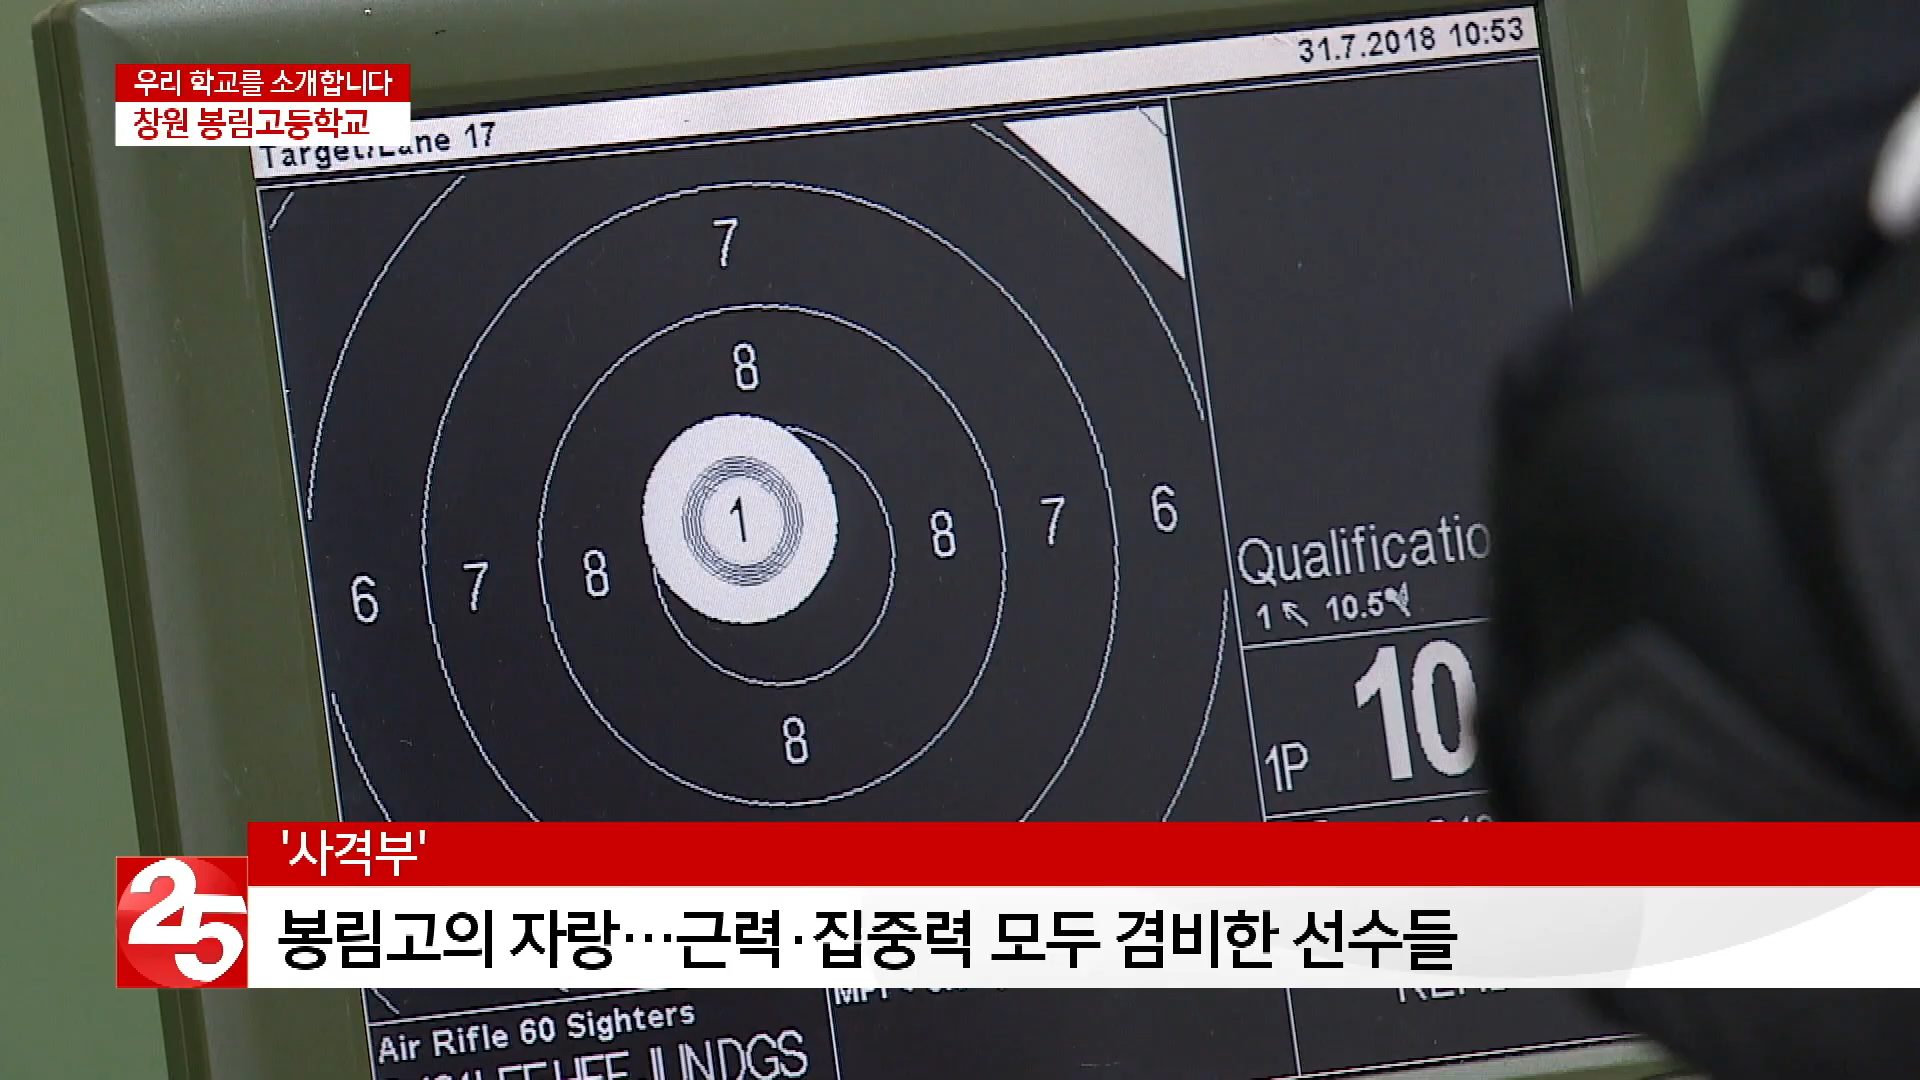 우리 학교를 소개합니다
창원 봉림고등학교
31.7.2018 10:53
Target/Lane 17
7
8
1
6 7 8 8 7 6
8
1 10.5
10
1P
'사격부'
25
봉림고의 자랑…근력·집중력 모두 겸비한 선수들
Air Rifle 60 Sighters